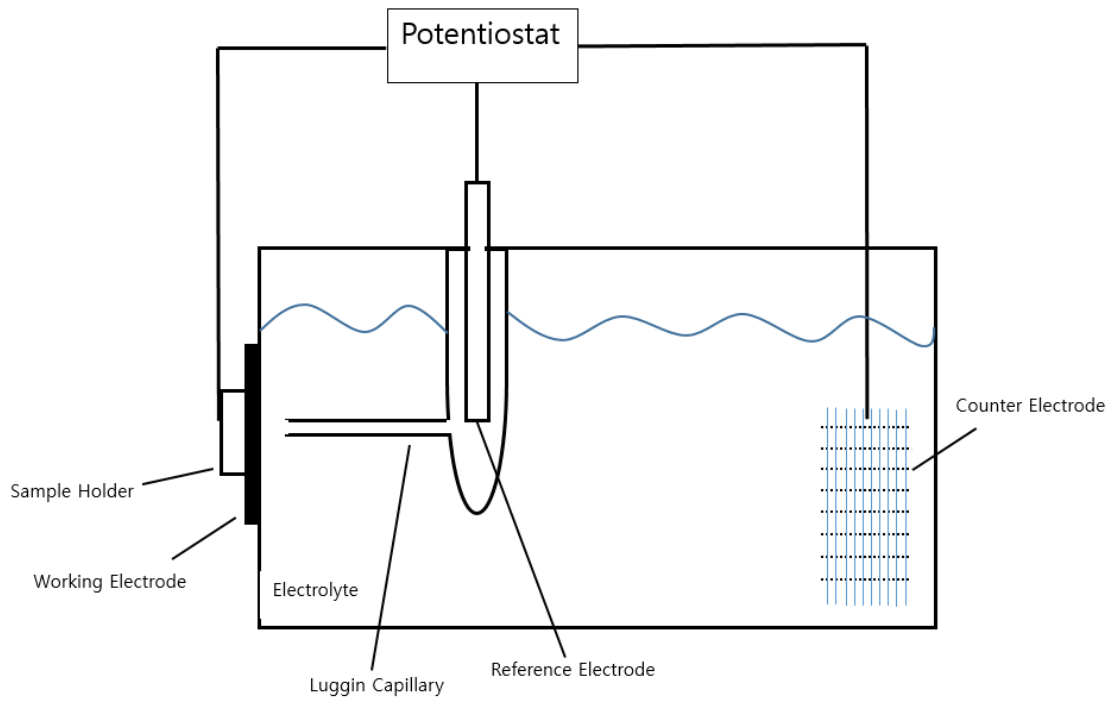 Potentiostat
Counter Electrode
Sample Holder
Working Electrode
Electrolyte
Reference Electrode
Luggin Capillary